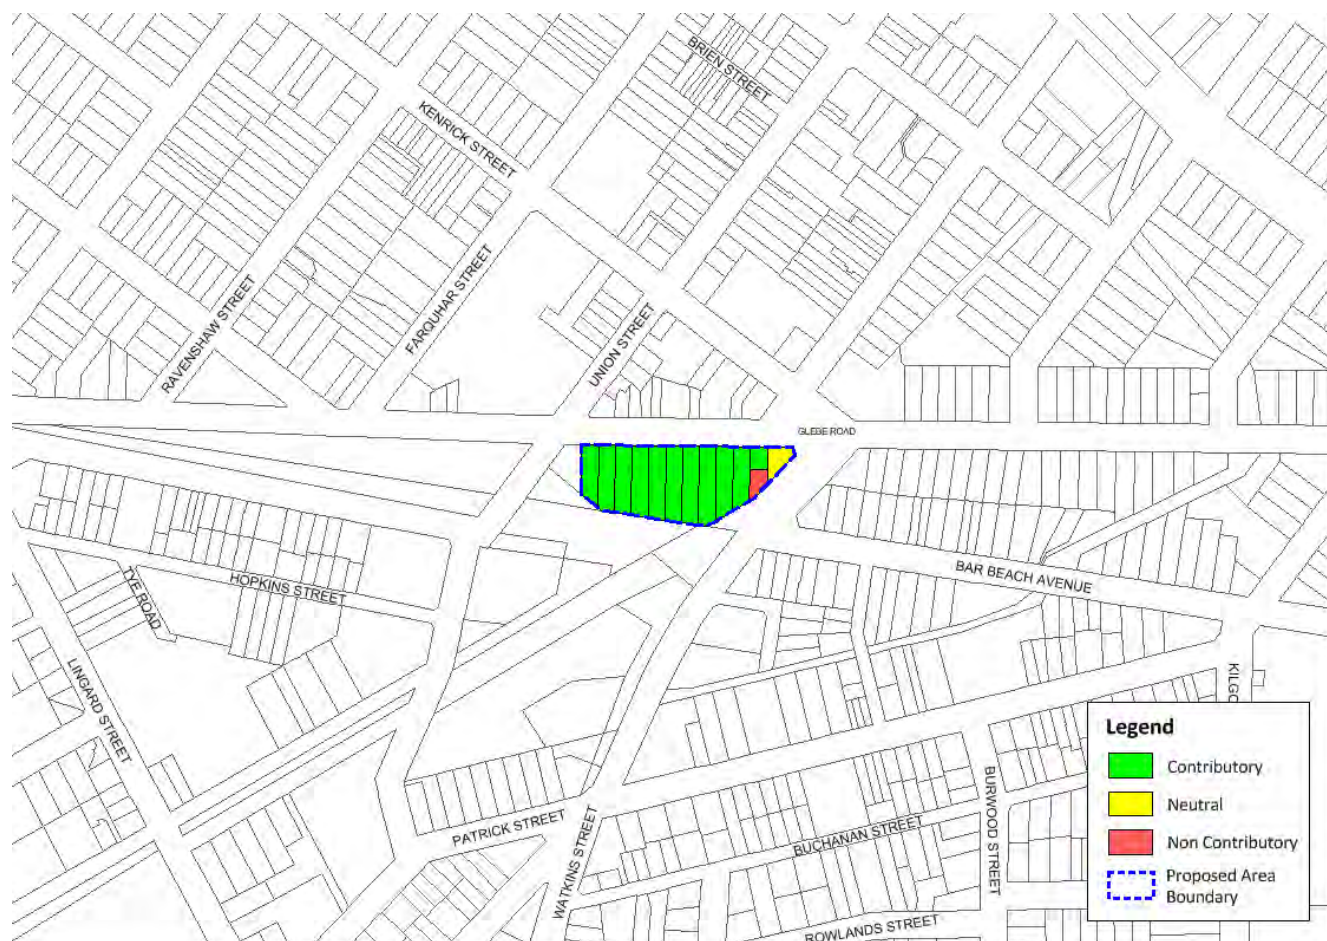 BRIEN STREET
KENRICK STREET
FARQUHAR STREET
RAVENSHAW STREET
UNION STREET
GLEBE ROAD
BAR BEACH AVENUE
HOPKINS STREET
TYE ROAD
LINGARD STREET
KILGO
PATRICK STREET
WATKINS STREET
BUCHANAN STREET
BURWOOD STREET
ROWLANDS STREET
Legend
Contributory
Neutral
Non Contributory
Proposed Area
Boundary